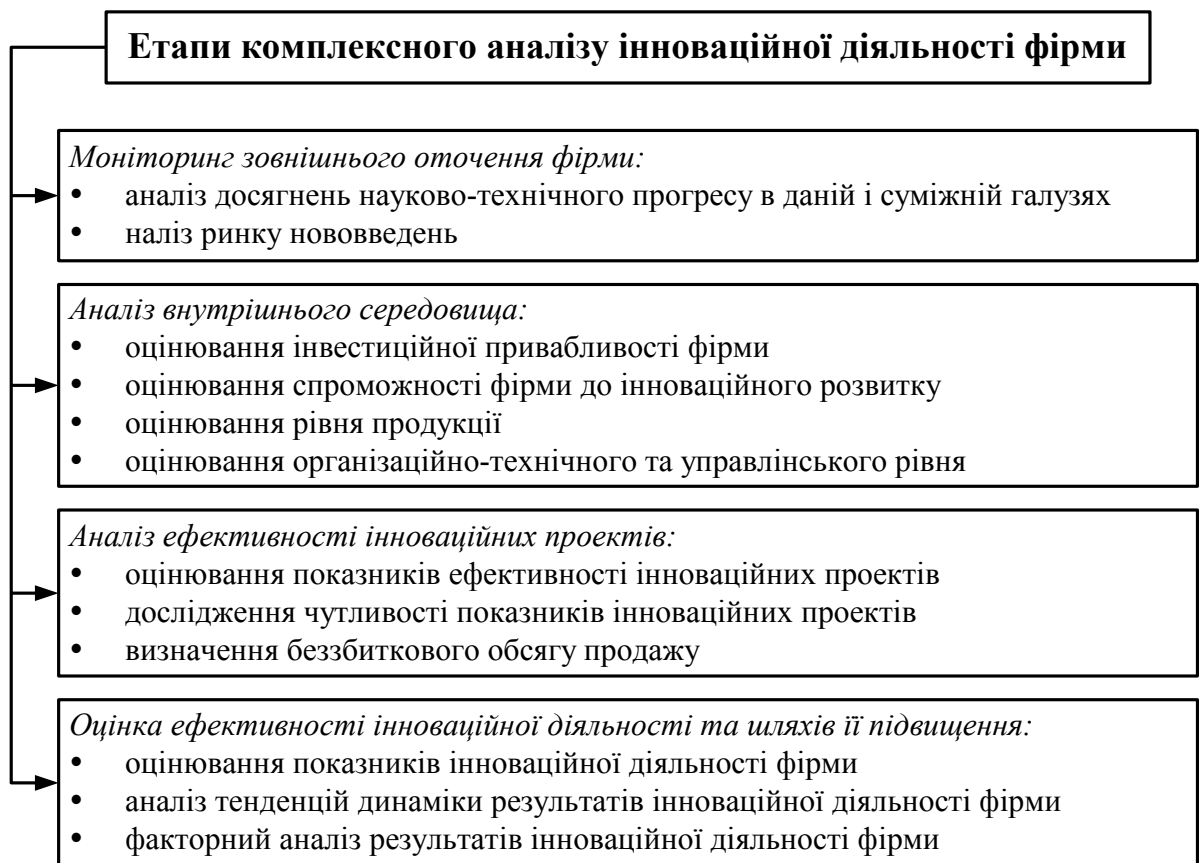 Етапи комплексного аналізу інноваційної діяльності фірми
Моніторинг зовнішнього оточення фірми:
• аналіз досягнень науково-технічного прогресу в даній і суміжній галузях
• наліз ринку нововведень
Аналіз внутрішнього середовища:
• оцінювання інвестиційної привабливості фірми
• оцінювання спроможності фірми до інноваційного розвитку
• оцінювання рівня продукції
• оцінювання організаційно-технічного та управлінського рівня
Аналіз ефективності інноваційних проектів:
• оцінювання показників ефективності інноваційних проектів
• дослідження чутливості показників інноваційних проектів
• визначення беззбиткового обсягу продажу
Оцінка ефективності інноваційної діяльності та шляхів її підвищення:
• оцінювання показників інноваційної діяльності фірми
• аналіз тенденцій динаміки результатів інноваційної діяльності фірми
• факторний аналіз результатів інноваційної діяльності фірми